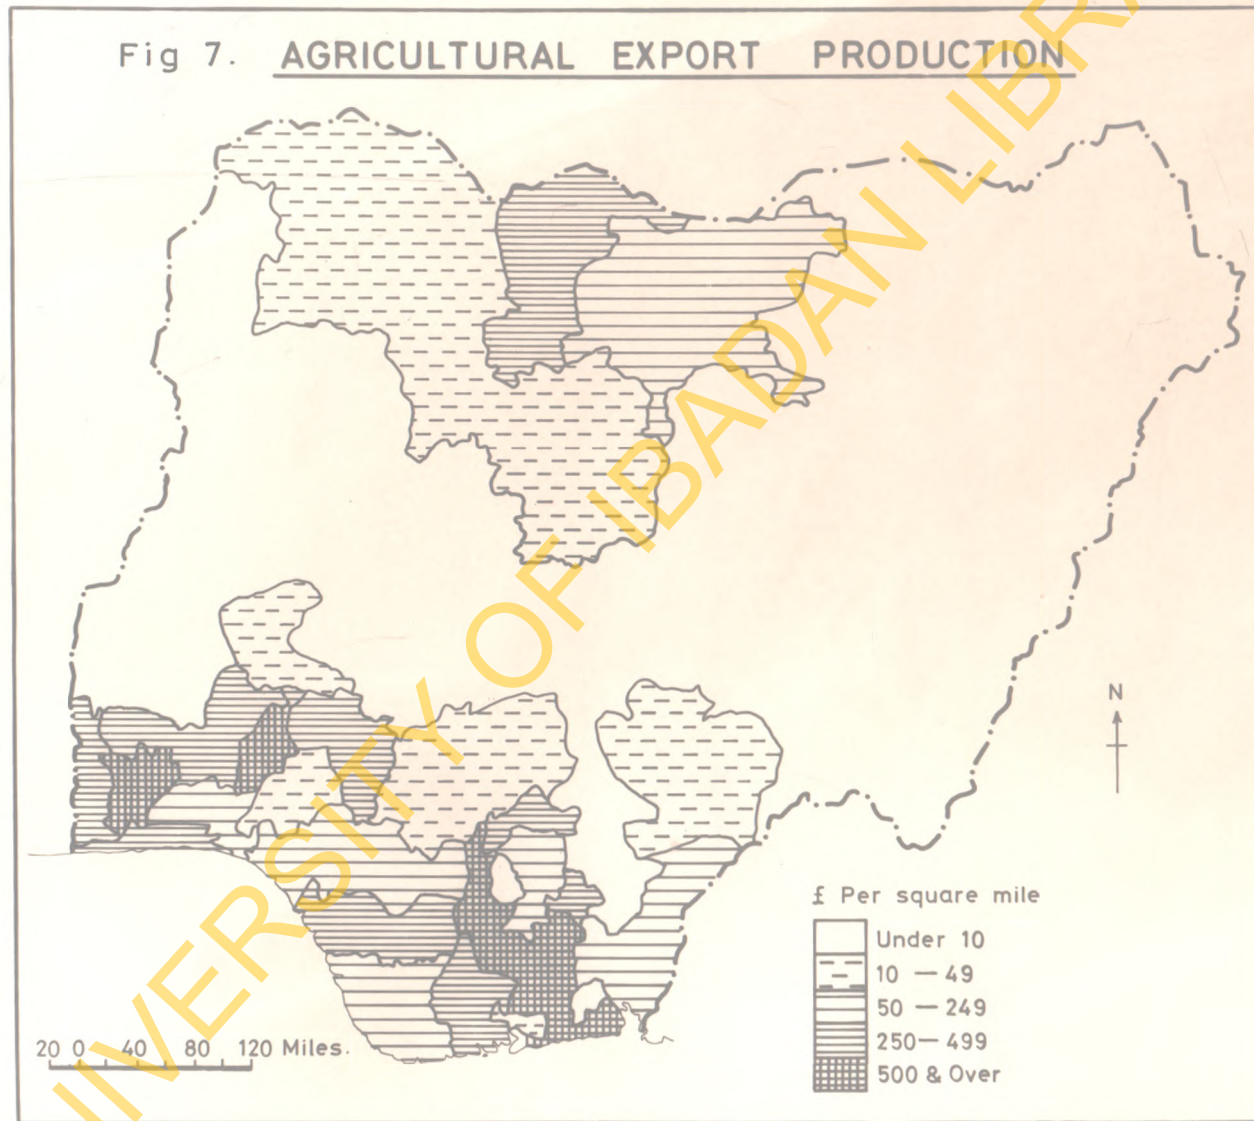 Fig 7. AGRICULTURAL EXPORT PRODUCTION
N
£ Per square mile
Under 10
10 — 49
50 — 249
250 — 499
500 & Over
20 0 40 80 120 Miles.
UNIVERSITY OF IBADAN LIBRA